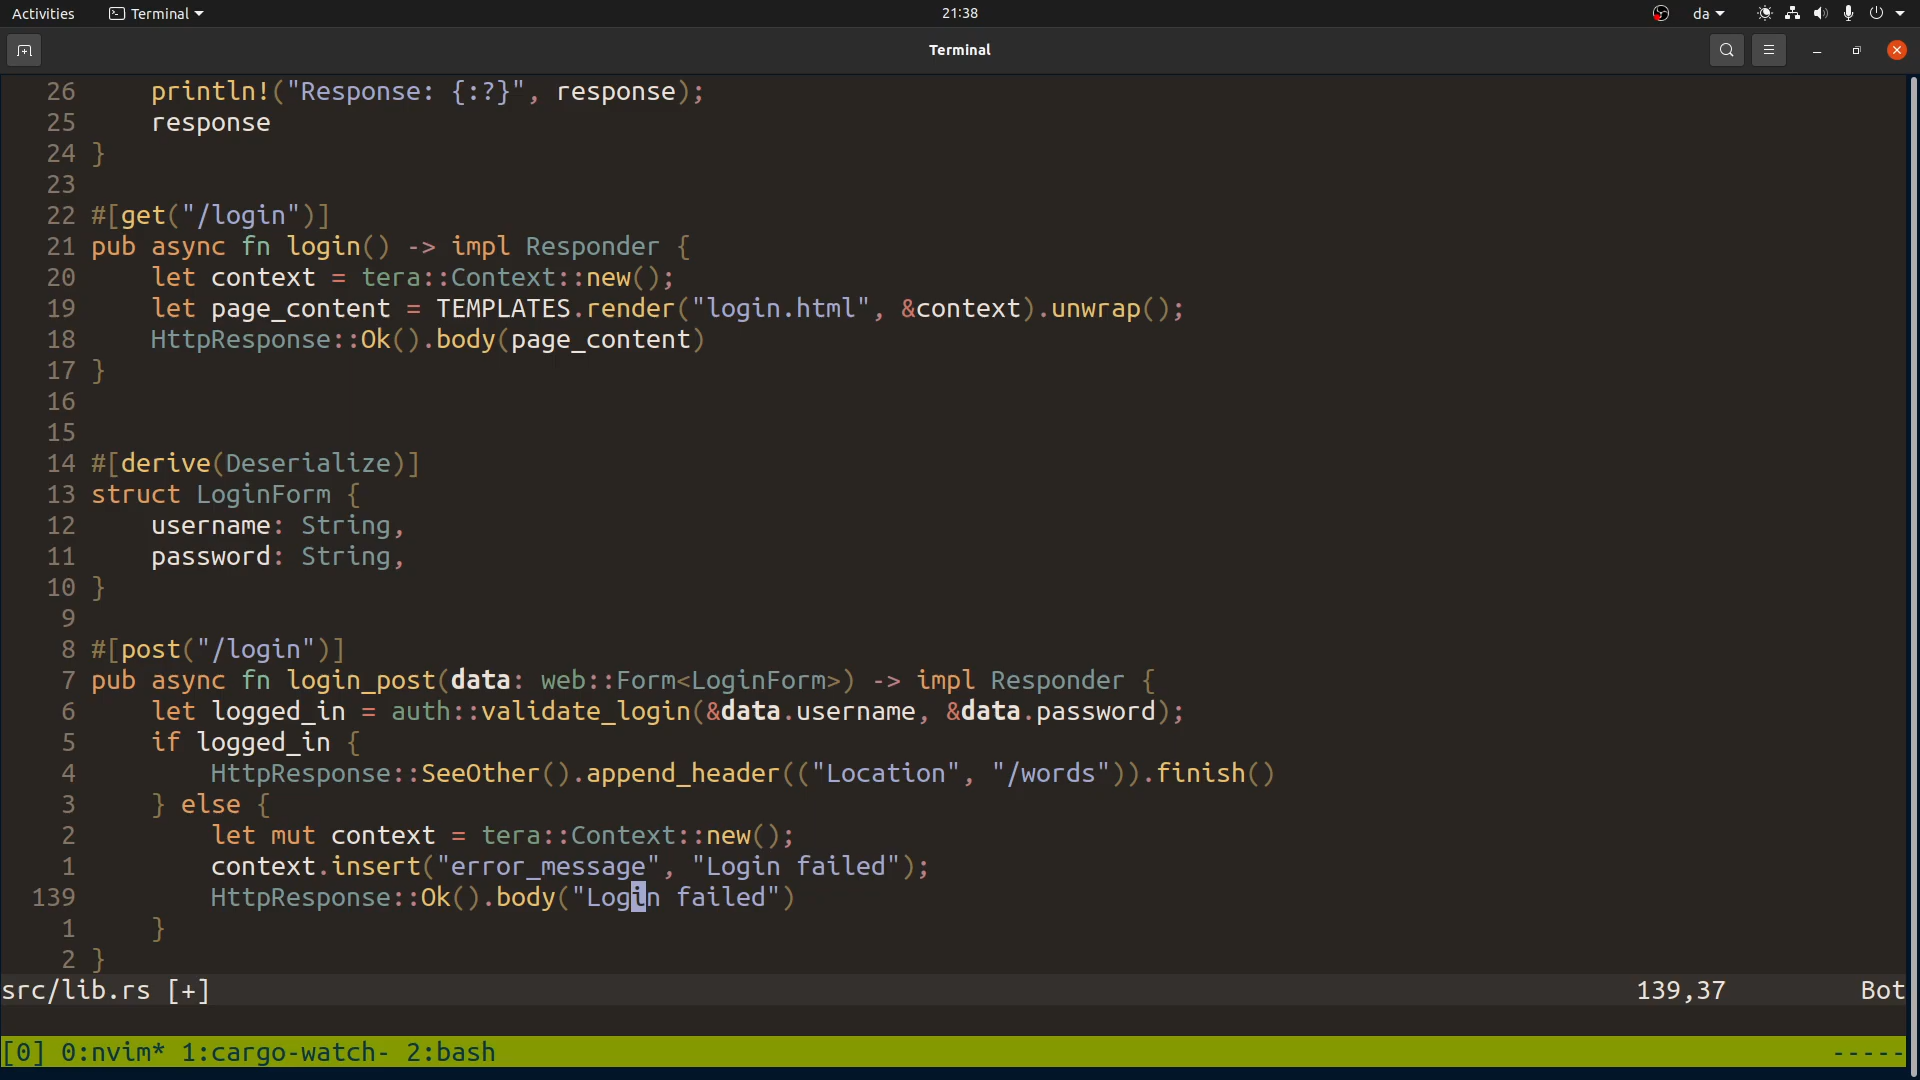 Activities Terminal 21:38 da
Terminal
26 println!("Response: {:?}", response);
25 response
24 }
23
22 #[get("/login")]
21 pub async fn login() -> impl Responder {
20 let context = tera::Context::new();
19 let page_content = TEMPLATES.render("login.html", &context).unwrap();
18 HttpResponse::Ok().body(page_content)
17 }
16
15
14 #[derive(Deserialize)]
13 struct LoginForm {
12 username: String,
11 password: String,
10 }
9
8 #[post("/login")]
7 pub async fn login_post(data: web::Form<LoginForm>) -> impl Responder {
6 let logged_in = auth::validate_login(&data.username, &data.password);
5 if logged_in {
4 HttpResponse::SeeOther().append_header(("Location", "/words")).finish()
3 } else {
2 let mut context = tera::Context::new();
1 context.insert("error_message", "Login failed");
139 HttpResponse::Ok().body("Login failed")
1 }
2 }
src/lib.rs [+] 139,37 Bot
[0] 0:nvim* 1:cargo-watch- 2:bash -----